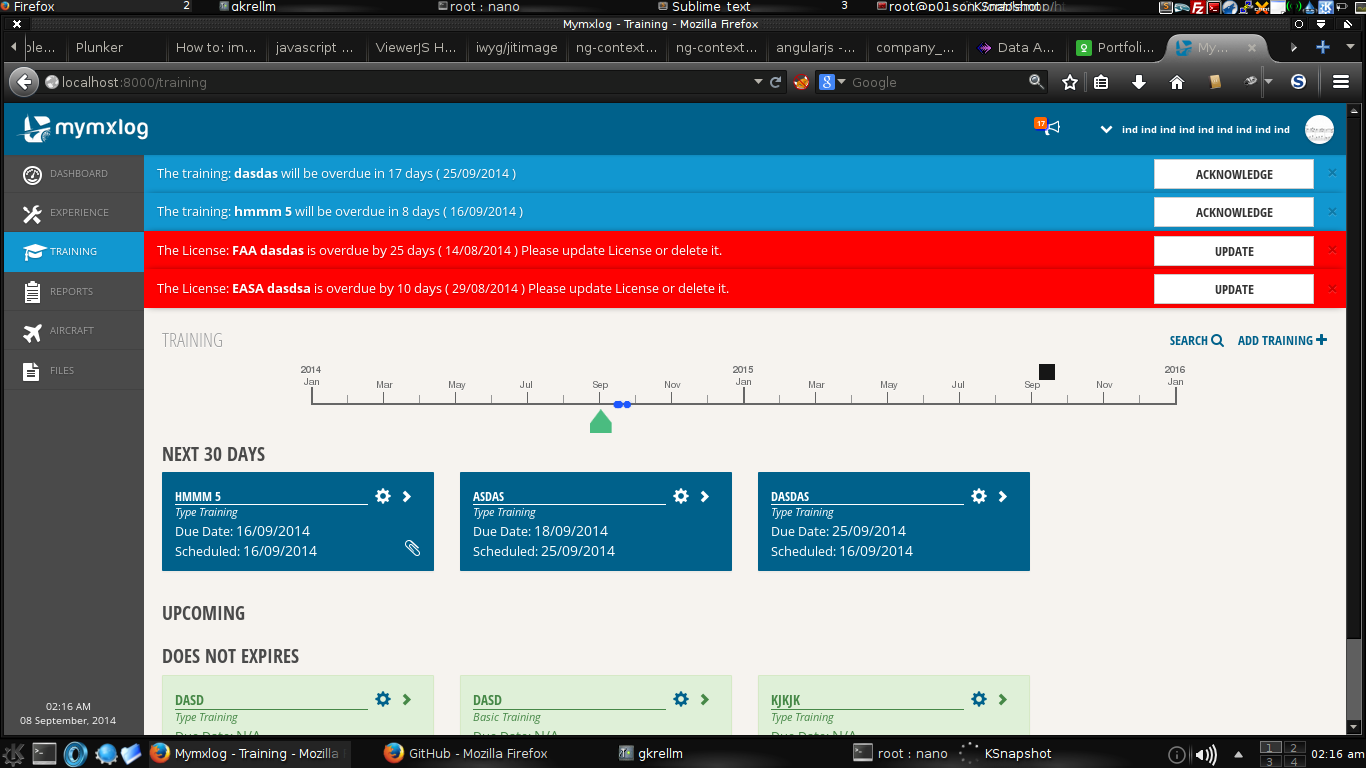 Firefox 2 gkrellm root : nano Sublime text 3
Mymxlog - Training - Mozilla Firefox
ple... Plunker How to: im... javascript ... ViewerJS H... iwyg/jitimage ng-context... ng-context... angularjs -... company_... Data A... Portfoli... My...
localhost:8000/training Google
mymxlog 17 ind ind ind ind ind ind ind ind ind
DASHBOARD
EXPERIENCE
TRAINING
REPORTS
AIRCRAFT
FILES
The training: dasdas will be overdue in 17 days ( 25/09/2014 ) ACKNOWLEDGE ×
The training: hmmm 5 will be overdue in 8 days ( 16/09/2014 ) ACKNOWLEDGE ×
The License: FAA dasdas is overdue by 25 days ( 14/08/2014 ) Please update License or delete it. UPDATE ×
The License: EASA dasdsa is overdue by 10 days ( 29/08/2014 ) Please update License or delete it. UPDATE ×
TRAINING SEARCH ADD TRAINING
2014 2015 2016
Jan Mar May Jul Sep Nov Jan Mar May Jul Sep Nov Jan
NEXT 30 DAYS
HMMM 5
Type Training
Due Date: 16/09/2014
Scheduled: 16/09/2014
ASDAS
Type Training
Due Date: 18/09/2014
Scheduled: 25/09/2014
DASDAS
Type Training
Due Date: 25/09/2014
Scheduled: 16/09/2014
UPCOMING
DOES NOT EXPIRES
DASD
Type Training
Due Date: N/A
DASD
Basic Training
Due Date: N/A
KJKJK
Type Training
Due Date: N/A
02:16 AM
08 September, 2014
Mymxlog - Training - Mozilla GitHub - Mozilla Firefox gkrellm root : nano KSnapshot 1 2 3 4 02:16 am